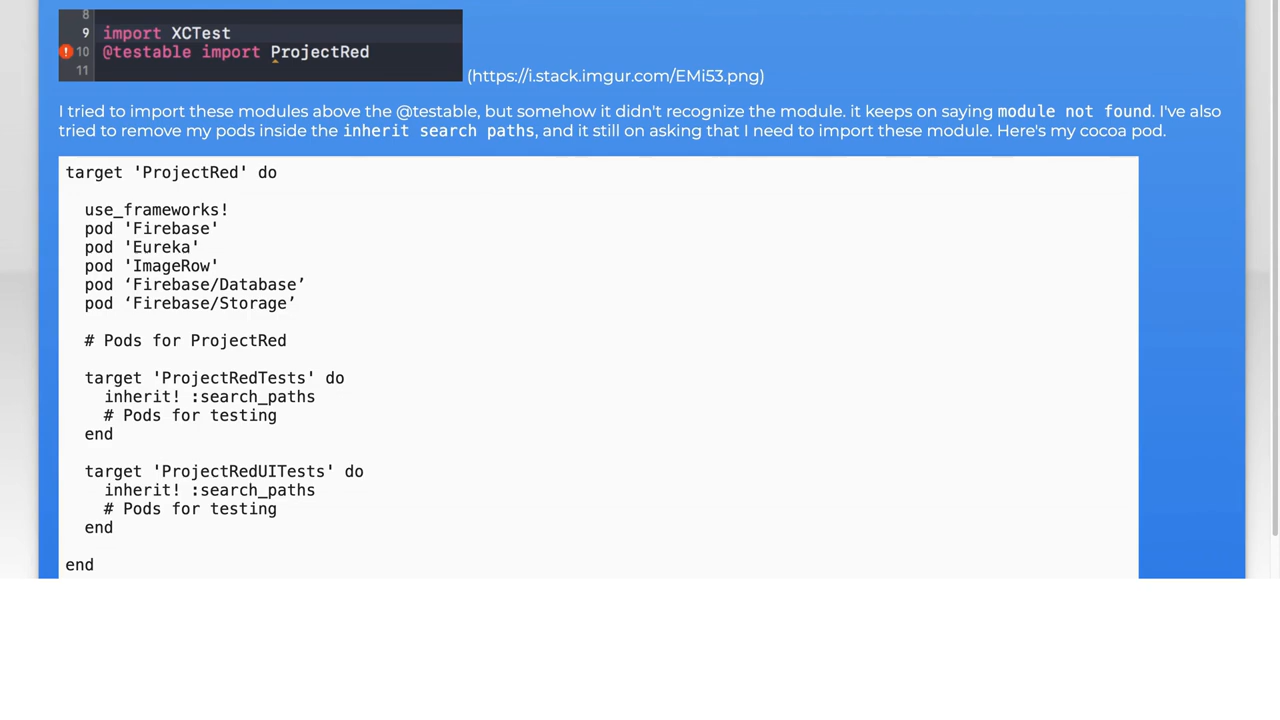 8
9 import XCTest
10 @testable import ProjectRed
11
(https://i.stack.imgur.com/EMi53.png)
I tried to import these modules above the @testable, but somehow it didn't recognize the module. it keeps on saying module not found. I've also
tried to remove my pods inside the inherit search paths, and it still on asking that I need to import these module. Here's my cocoa pod.
target 'ProjectRed' do
use_frameworks!
pod 'Firebase'
pod 'Eureka'
pod 'ImageRow'
pod ‘Firebase/Database’
pod ‘Firebase/Storage’
# Pods for ProjectRed
target 'ProjectRedTests' do
inherit! :search_paths
# Pods for testing
end
target 'ProjectRedUITests' do
inherit! :search_paths
# Pods for testing
end
end